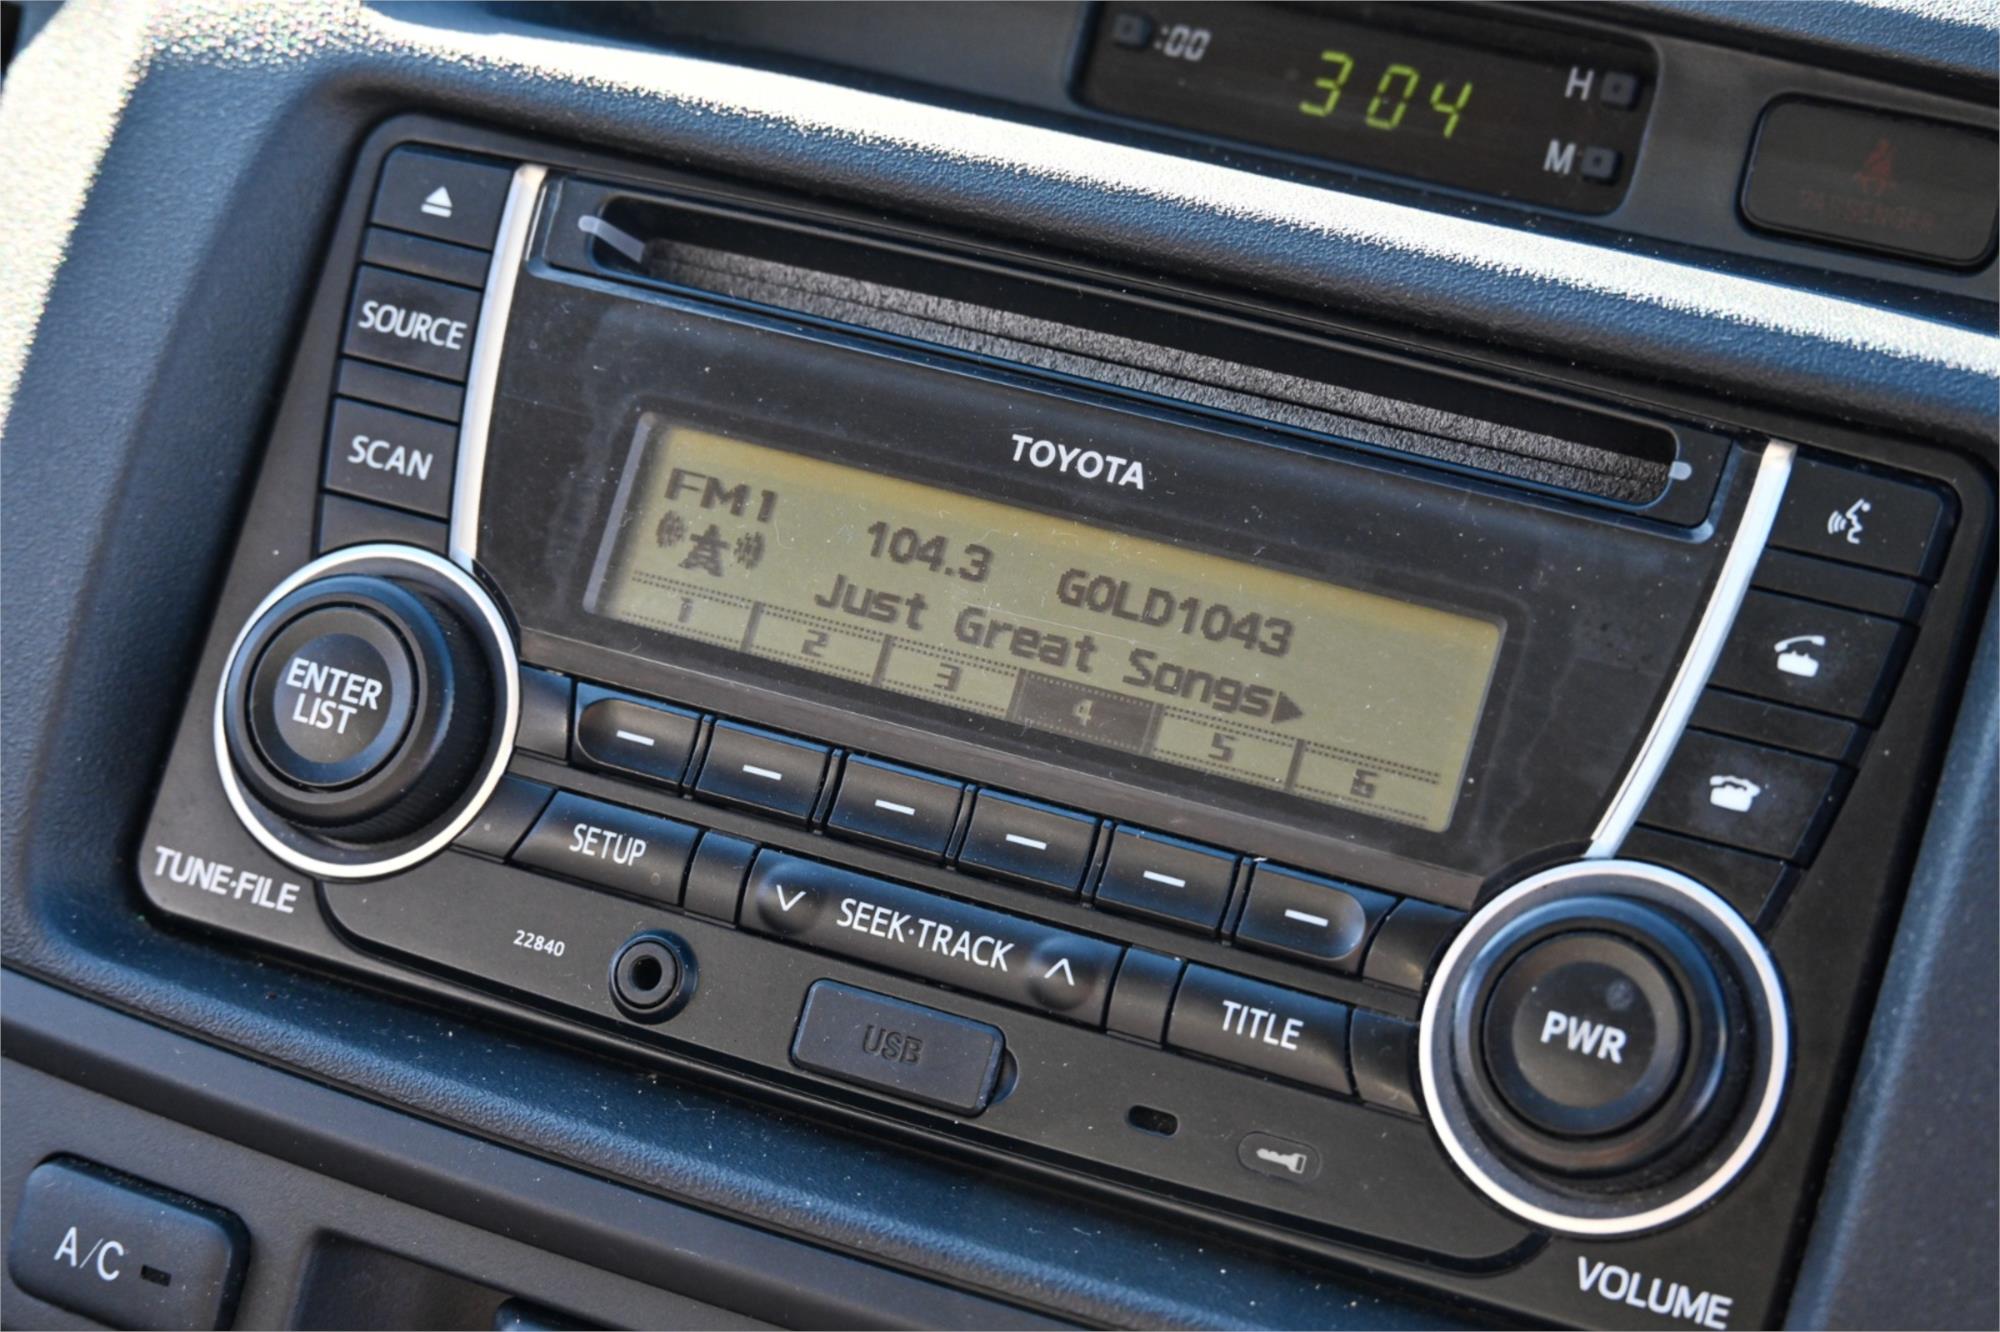 :00
304
H
M
PASSENGER
SOURCE
SCAN
TOYOTA
FM1
104.3 GOLD1043
Just Great Songs▶
1 2 3 4 5 6
ENTER
LIST
TUNE·FILE
SETUP
SEEK·TRACK
TITLE
22840
USB
PWR
VOLUME
A/C